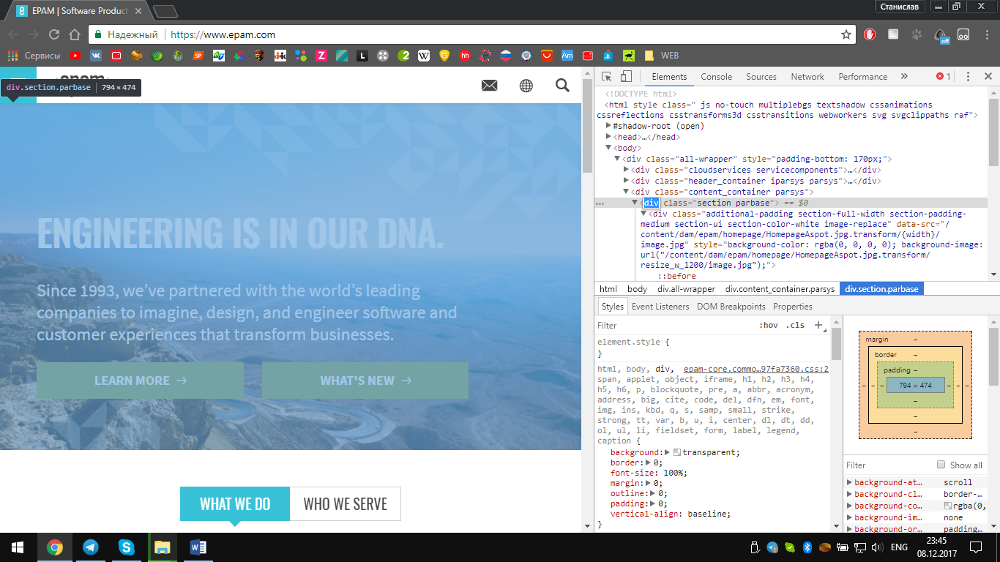 EPAM | Software Product
Станислав
Надежный
https://www.epam.com
off
Сервисы
SP
Z
L
2
W
G
hh
Am
WEB
epam
div.section.parbase | 794 × 474
ENGINEERING IS IN OUR DNA.
Since 1993, we’ve partnered with the world’s leading
companies to imagine, design, and engineer software and
customer experiences that transform businesses.
LEARN MORE →
WHAT'S NEW →
WHAT WE DO
WHO WE SERVE
Elements Console Sources Network Performance » 1
<!DOCTYPE html>
<html style class=" js no-touch multiplebgs textshadow cssanimations
cssreflections csstransforms3d csstransitions webworkers svg svgclippaths raf">
▶#shadow-root (open)
▶<head>…</head>
▼<body>
▼<div class="all-wrapper" style="padding-bottom: 170px;">
▶<div class="cloudservices servicecomponents">…</div>
▶<div class="header_container iparsys parsys">…</div>
▼<div class="content_container parsys">
… ▼<div class="section parbase"> == $0
▼<div class="additional-padding section-full-width section-padding-
medium section-ui section-color-white image-replace" data-src="/
content/dam/epam/homepage/HomepageAspot.jpg.transform/{width}/
image.jpg" style="background-color: rgba(0, 0, 0, 0); background-image:
url("/content/dam/epam/homepage/HomepageAspot.jpg.transform/
resize_w_1200/image.jpg");">
::before
html body div.all-wrapper div.content_container.parsys div.section.parbase
Styles Event Listeners DOM Breakpoints Properties
Filter :hov .cls +
element.style {
}
html, body, div, epam-core.commo…97fa7360.css:2
span, applet, object, iframe, h1, h2, h3, h4,
h5, h6, p, blockquote, pre, a, abbr, acronym,
address, big, cite, code, del, dfn, em, font,
img, ins, kbd, q, s, samp, small, strike,
strong, tt, var, b, u, i, center, dl, dt, dd,
ol, ul, li, fieldset, form, label, legend,
caption {
background:▶ transparent;
border:▶ 0;
font-size: 100%;
margin:▶ 0;
outline:▶ 0;
padding:▶ 0;
vertical-align: baseline;
}
margin –
border –
padding –
– – – 794 × 474 – – –
–
–
–
Filter Show all
▶ background-at… scroll
▶ background-cl… border-…
▶ background-co… rgba(0,
▶ background-im… none
▶ background-or… padding…
ENG
23:45
08.12.2017